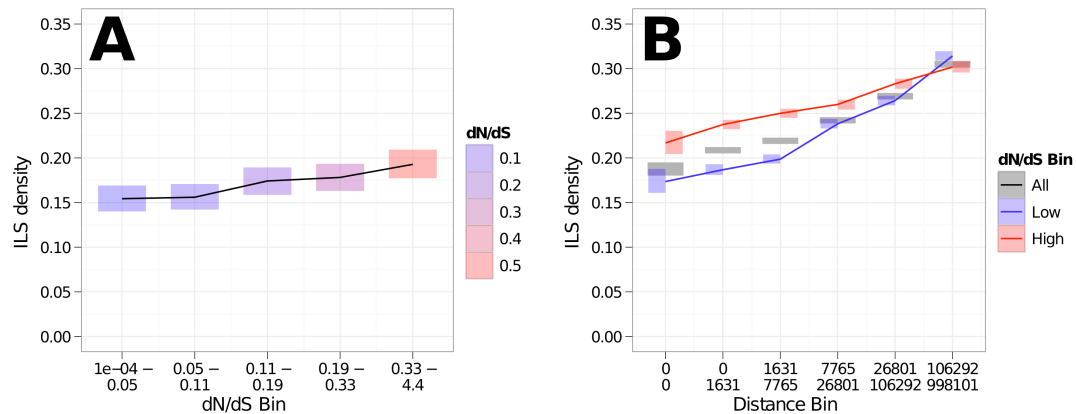 A
ILS density
0.35
0.30
0.25
0.20
0.15
0.10
0.05
0.00
1e−04 − 0.05
0.05 − 0.11
0.11 − 0.19
0.19 − 0.33
0.33 − 4.4
dN/dS Bin
dN/dS
0.1
0.2
0.3
0.4
0.5
B
ILS density
0.35
0.30
0.25
0.20
0.15
0.10
0.05
0.00
0 0
0 1631
1631 7765
7765 26801
26801 106292
106292 998101
Distance Bin
dN/dS Bin
All
Low
High